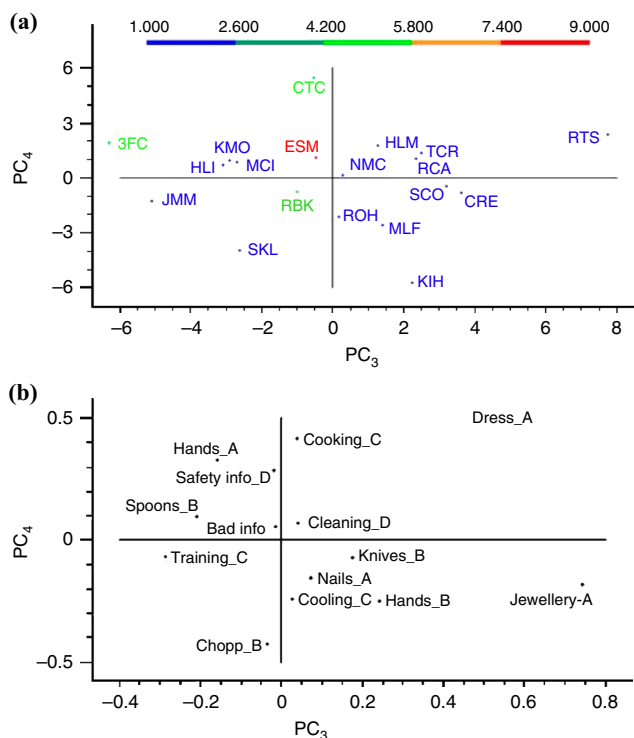 (a)
1.000 2.600 4.200 5.800 7.400 9.000
6
CTC
3
3FC
KMO
ESM
HLM
TCR
RTS
HLI
MCI
NMC
RCA
0
JMM
RBK
SCO
CRE
ROH
MLF
–3
SKL
KIH
–6
PC4
–6 –4 –2 0 2 4 6 8
PC3
(b)
0.5
Dress_A
Cooking_C
Hands_A
Safety info_D
Spoons_B
Bad info
Cleaning_D
0
Training_C
Knives_B
Nails_A
Cooling_C
Hands_B
Jewellery-A
Chopp_B
–0.5
PC4
–0.4 –0.2 0 0.2 0.4 0.6 0.8
PC3